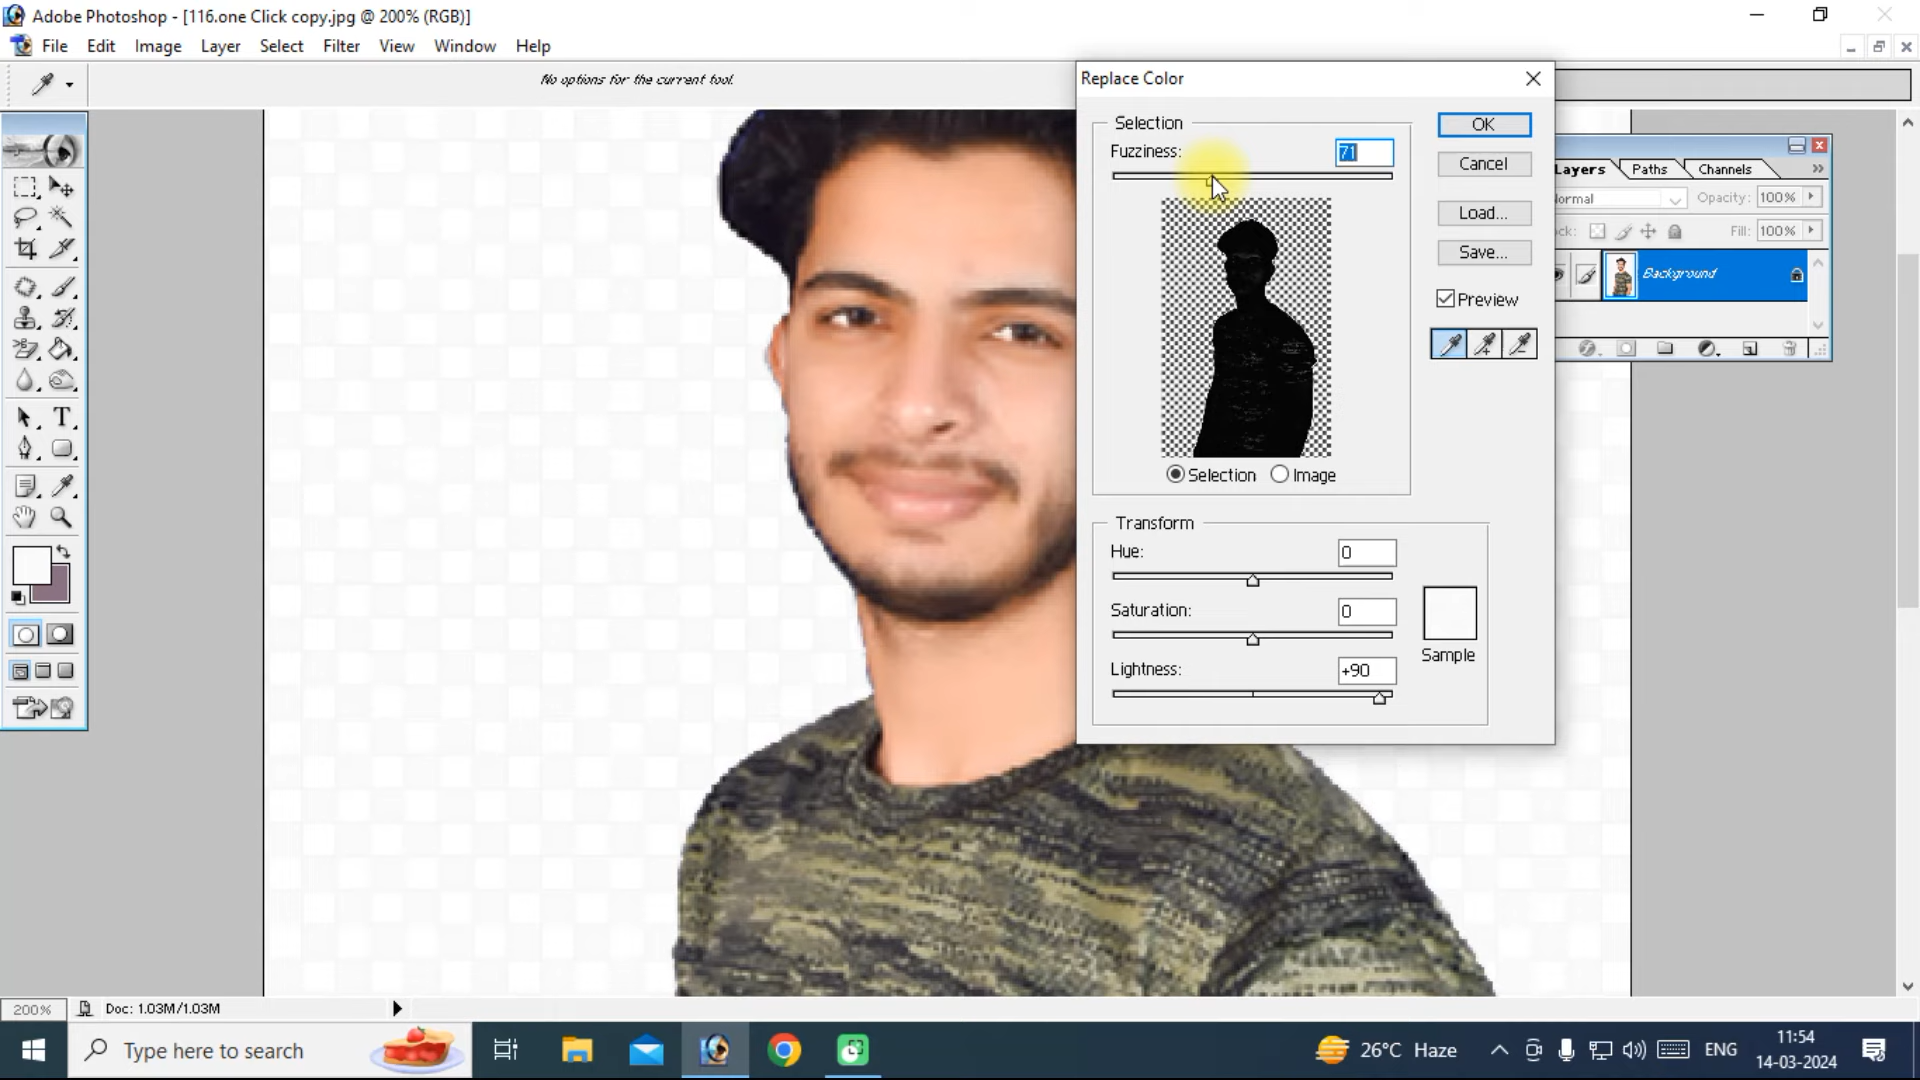 Adobe Photoshop - [116.one Click copy.jpg @ 200% (RGB)]
File Edit Image Layer Select Filter View Window Help
No options for the current tool.
Replace Color
Selection
Fuzziness: 71
OK
Cancel
Load...
Save...
Preview
Selection Image
Transform
Hue: 0
Saturation: 0
Lightness: +90
Sample
Layers Paths Channels
Normal Opacity: 100%
Lock: Fill: 100%
Background
200% Doc: 1.03M/1.03M
Type here to search
26°C Haze
ENG
11:54
14-03-2024